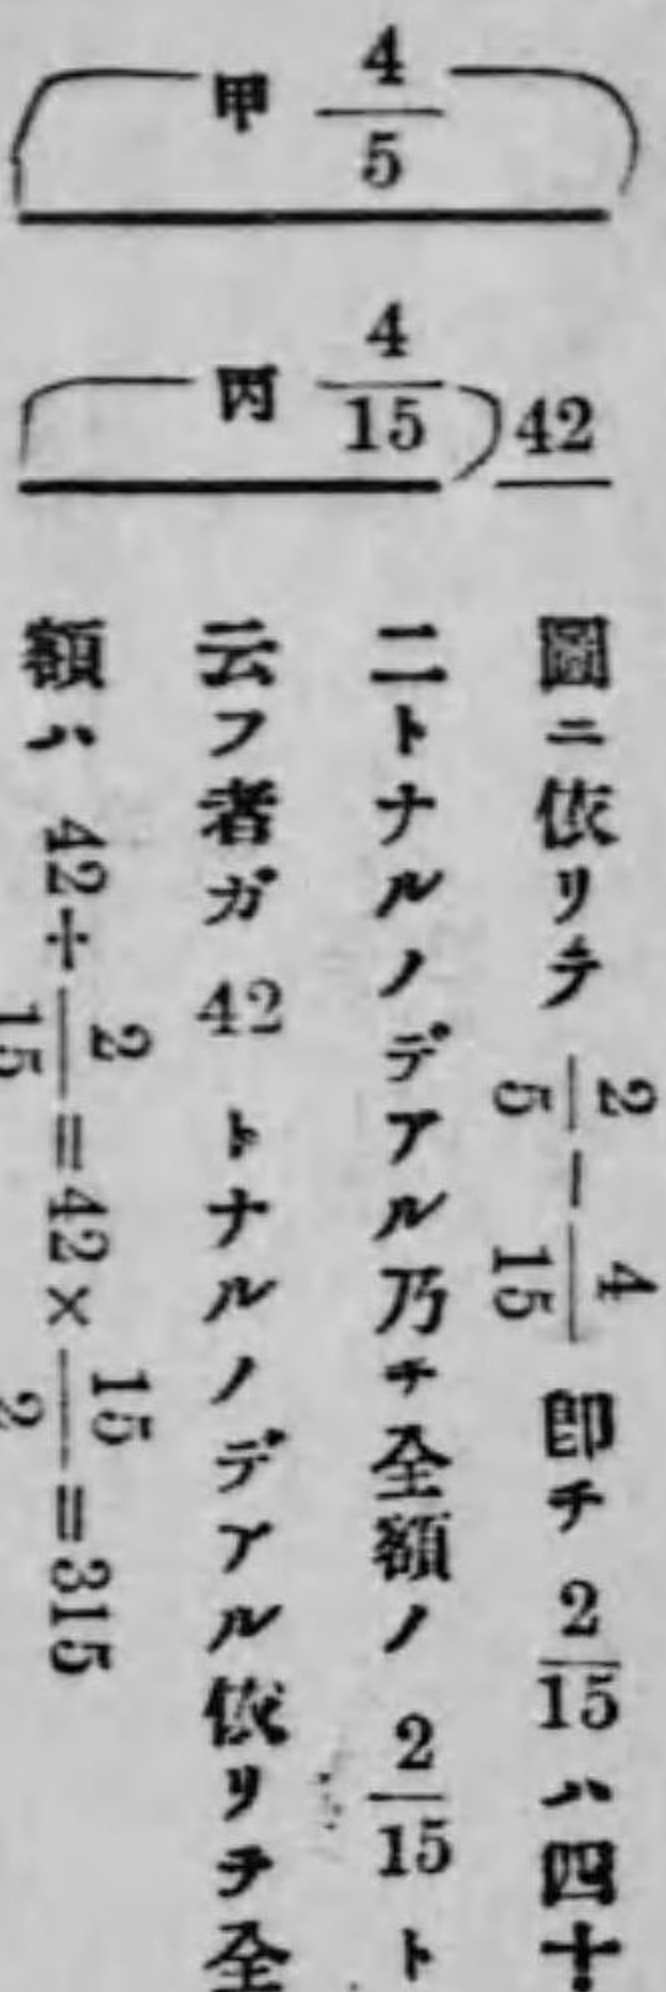 甲 4/5
丙 4/15 42
圖ニ依リテ 2/5 − 4/15 卽チ 2/15 ハ四十
二トナルノデアル乃チ全額ノ 2/15 ト
云フ者ガ 42 トナルノデアル依リテ全
額ハ 42÷2/15=42×15/2=315